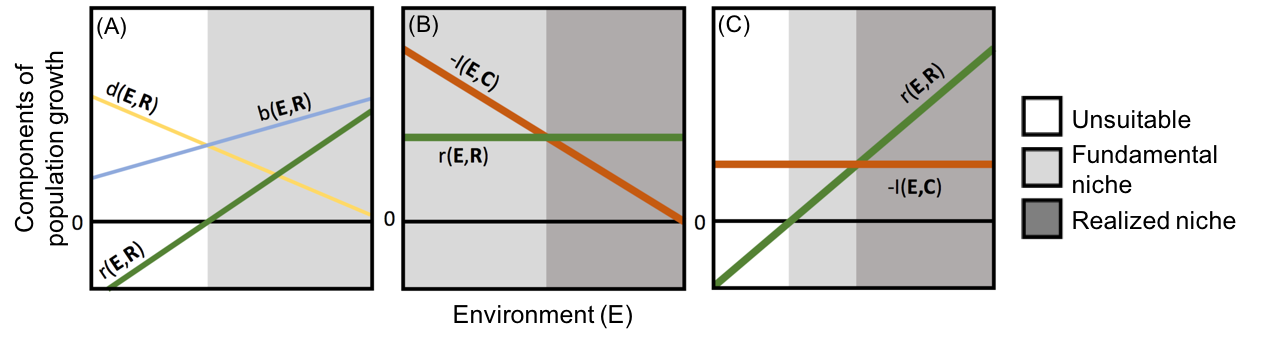 Components of
population growth
(A)
d(E,R)
b(E,R)
0
r(E,R)
(B)
-I(E,C)
r(E,R)
0
(C)
r(E,R)
-I(E,C)
0
Environment (E)
Unsuitable
Fundamental
niche
Realized niche